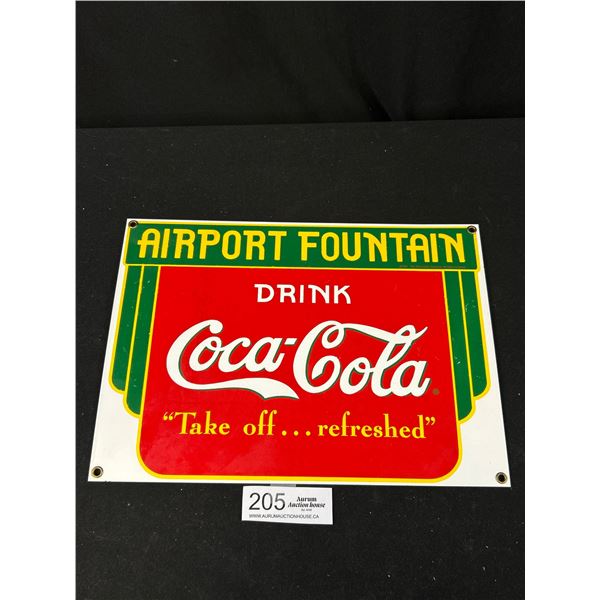 AIRPORT FOUNTAIN
DRINK
Coca-Cola®
"Take off... refreshed"
205 Aurum
Auction house
WWW.AURUMAUCTIONHOUSE.CA